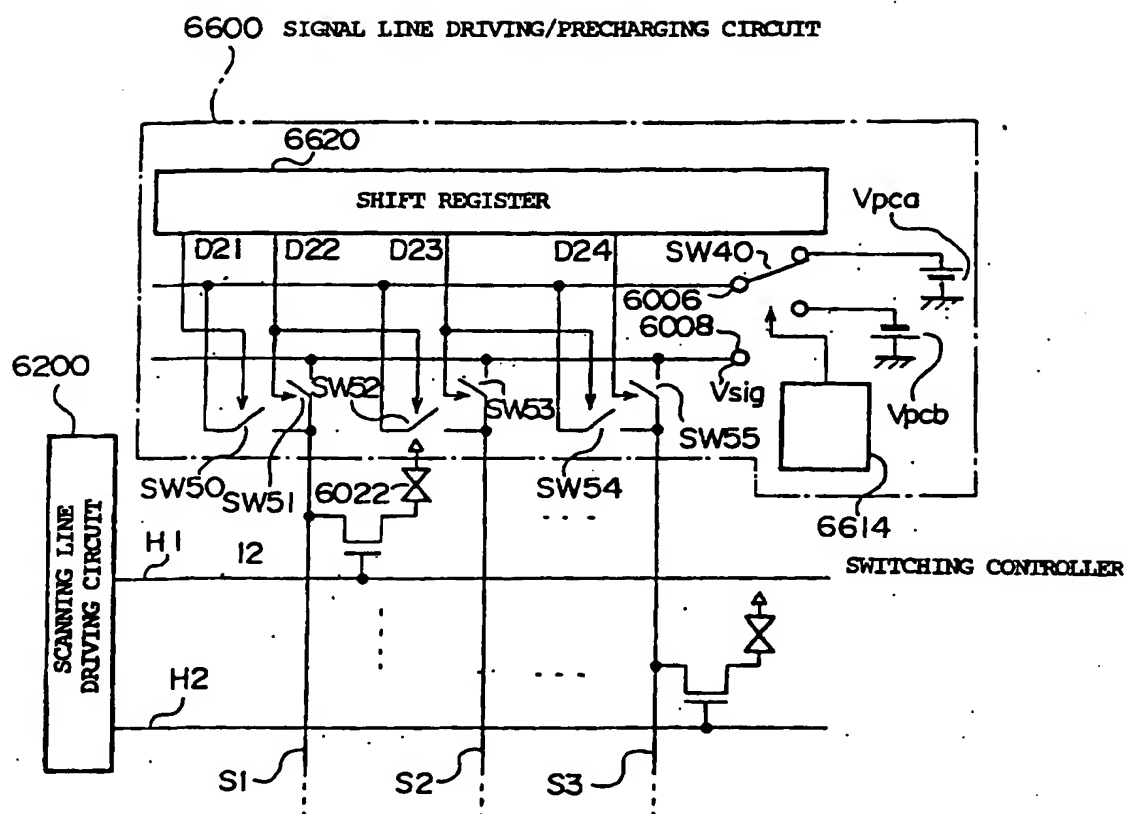 6600 SIGNAL LINE DRIVING/PRECHARGING CIRCUIT
6620
SHIFT REGISTER
Vpca
D21 D22 D23 D24 SW40
6006
6008
6200
SW52
SW53
Vsig
Vpcb
SW55
SW50
SW51
6022
SW54
6614
SCANNING LINE
DRIVING CIRCUIT
H1
12
SWITCHING CONTROLLER
H2
S1
S2
S3